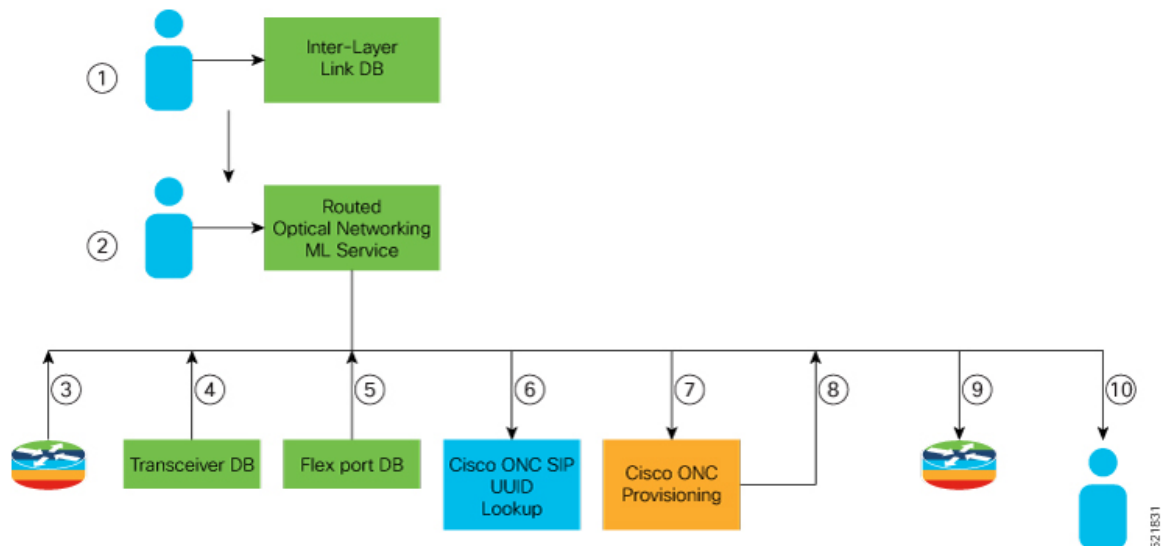 ①
Inter-Layer
Link DB
②
Routed
Optical Networking
ML Service
③
④
⑤
⑥
⑦
⑧
⑨
⑩
Transceiver DB
Flex port DB
Cisco ONC SIP
UUID
Lookup
Cisco ONC
Provisioning
521831